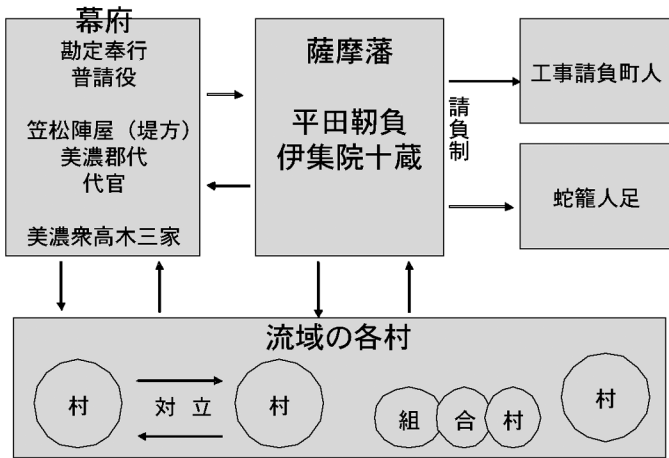 幕府
勘定奉行
普請役
笠松陣屋（堤方）
美濃郡代
代官
美濃衆高木三家
薩摩藩
平田靭負
伊集院十蔵
請負制
工事請負町人
蛇籠人足
流域の各村
村
対 立
村
組
合
村
村